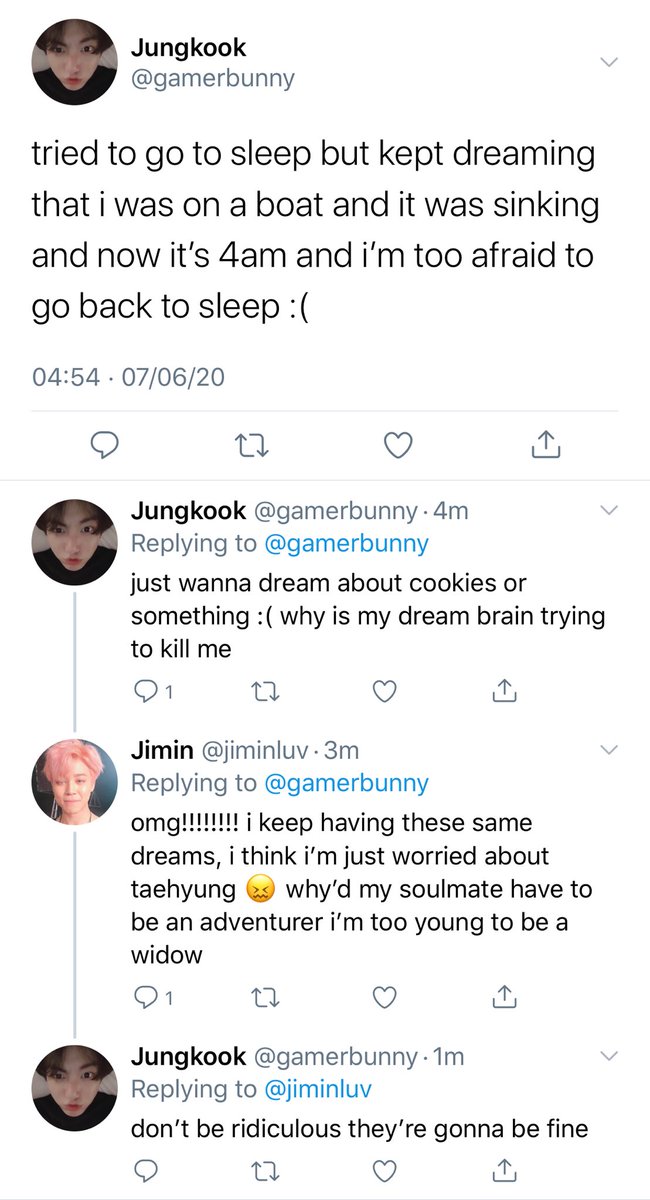 Jungkook
@gamerbunny
tried to go to sleep but kept dreaming
that i was on a boat and it was sinking
and now it’s 4am and i’m too afraid to
go back to sleep :(
04:54 · 07/06/20
Jungkook @gamerbunny · 4m
Replying to @gamerbunny
just wanna dream about cookies or
something :( why is my dream brain trying
to kill me
1
Jimin @jiminluv · 3m
Replying to @gamerbunny
omg!!!!!!!! i keep having these same
dreams, i think i’m just worried about
taehyung 😖 why’d my soulmate have to
be an adventurer i’m too young to be a
widow
1
Jungkook @gamerbunny · 1m
Replying to @jiminluv
don’t be ridiculous they’re gonna be fine